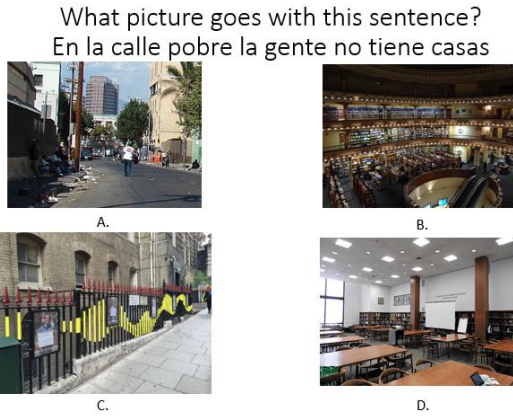 What picture goes with this sentence?
En la calle pobre la gente no tiene casas
A.
B.
C.
D.